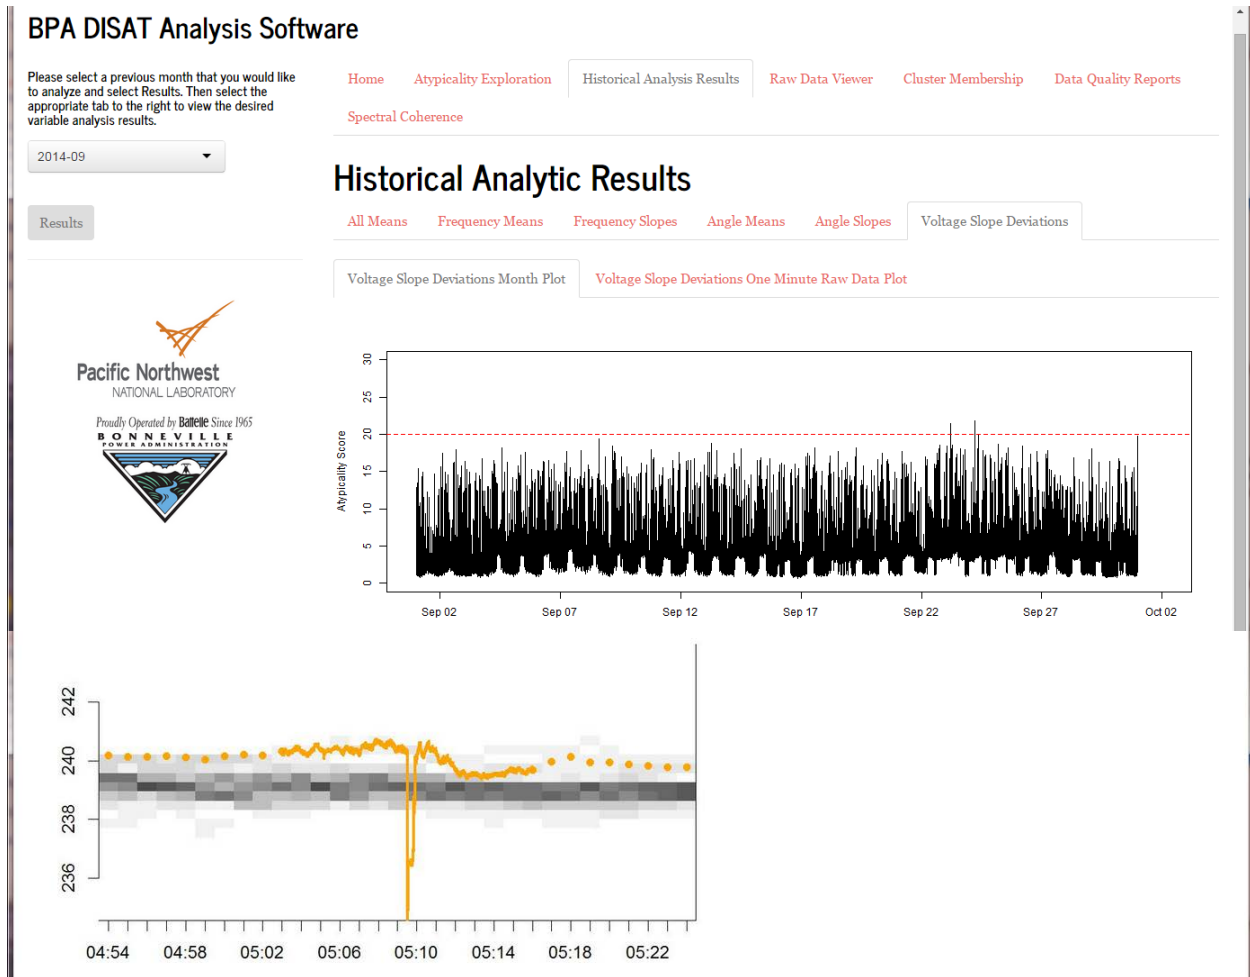 BPA DISAT Analysis Software
Please select a previous month that you would like
to analyze and select Results. Then select the
appropriate tab to the right to view the desired
variable analysis results.
2014-09
Results
Pacific Northwest
NATIONAL LABORATORY
Proudly Operated by Battelle Since 1965
BONNEVILLE
POWER ADMINISTRATION
Home Atypicality Exploration Historical Analysis Results Raw Data Viewer Cluster Membership Data Quality Reports
Spectral Coherence
Historical Analytic Results
All Means Frequency Means Frequency Slopes Angle Means Angle Slopes Voltage Slope Deviations
Voltage Slope Deviations Month Plot Voltage Slope Deviations One Minute Raw Data Plot
Atypicality Score
30
25
20
15
10
5
0
Sep 02 Sep 07 Sep 12 Sep 17 Sep 22 Sep 27 Oct 02
242
240
238
236
04:54 04:58 05:02 05:06 05:10 05:14 05:18 05:22